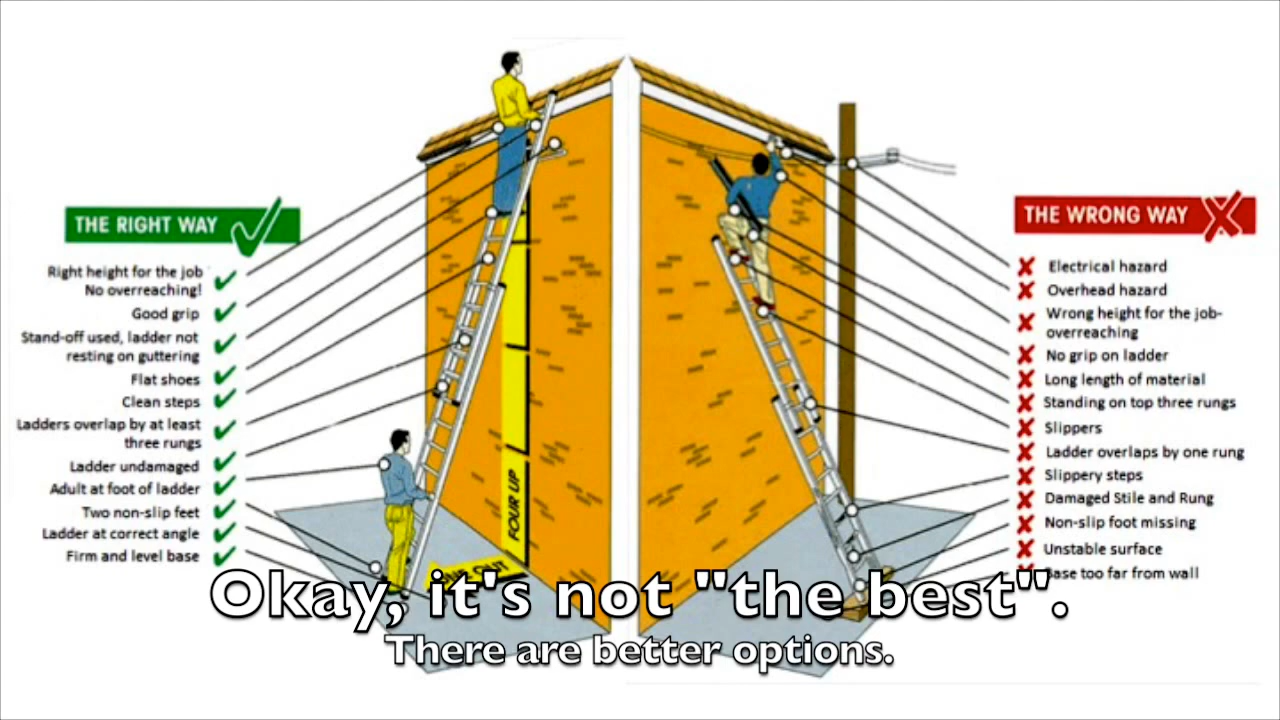 THE RIGHT WAY
Right height for the job
No overreaching!
Good grip
Stand-off used, ladder not
resting on guttering
Flat shoes
Clean steps
Ladders overlap by at least
three rungs
Ladder undamaged
Adult at foot of ladder
Two non-slip feet
Ladder at correct angle
Firm and level base
FOUR UP
OUT
THE WRONG WAY
Electrical hazard
Overhead hazard
Wrong height for the job-
overreaching
No grip on ladder
Long length of material
Standing on top three rungs
Slippers
Ladder overlaps by one rung
Slippery steps
Damaged Stile and Rung
Non-slip foot missing
Unstable surface
Base too far from wall
Okay, it's not "the best".
There are better options.